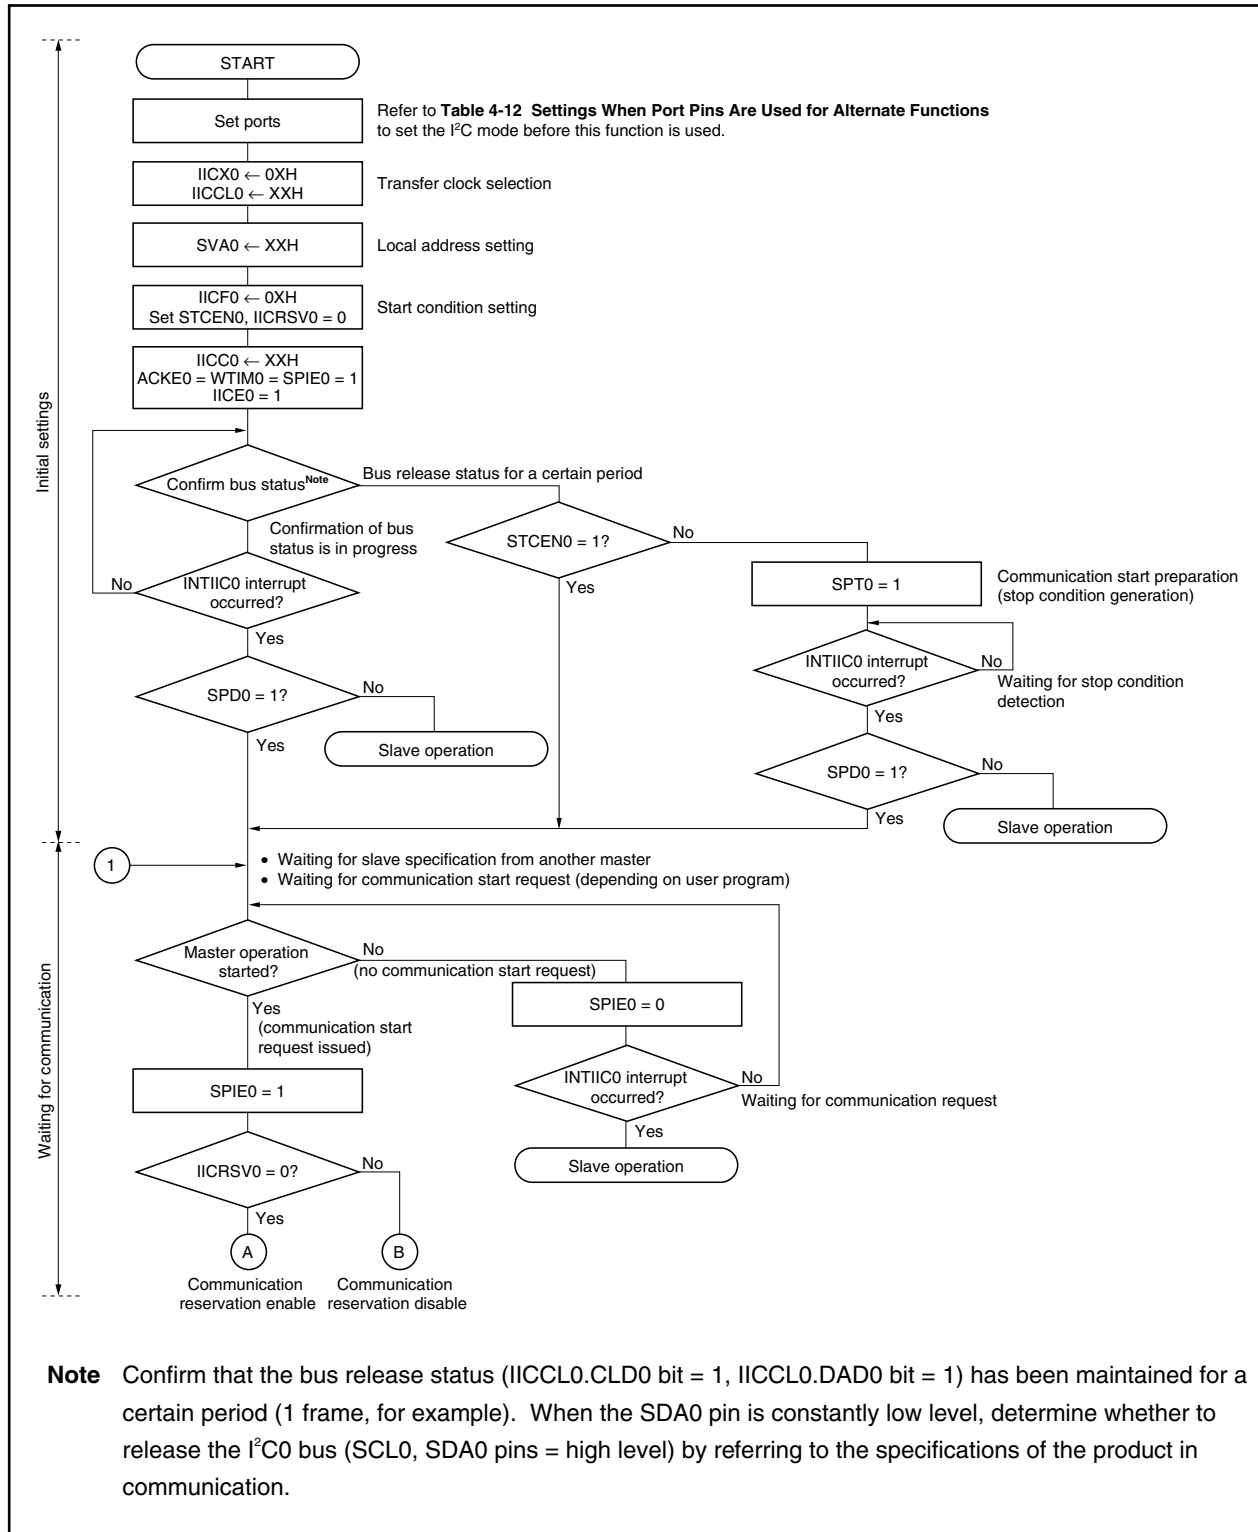 START
Set ports
Refer to Table 4-12 Settings When Port Pins Are Used for Alternate Functions
to set the I²C mode before this function is used.
IICX0 ← 0XH
IICCL0 ← XXH
Transfer clock selection
SVA0 ← XXH
Local address setting
IICF0 ← 0XH
Set STCEN0, IICRSV0 = 0
Start condition setting
IICC0 ← XXH
ACKE0 = WTIM0 = SPIE0 = 1
IICE0 = 1
Initial settings
Confirm bus statusNote
Bus release status for a certain period
Confirmation of bus
status is in progress
STCEN0 = 1?
No
Yes
SPT0 = 1
Communication start preparation
(stop condition generation)
No
INTIIC0 interrupt
occurred?
Yes
INTIIC0 interrupt
occurred?
No
Waiting for stop condition
detection
Yes
SPD0 = 1?
No
Slave operation
Yes
SPD0 = 1?
No
Slave operation
Yes
1
• Waiting for slave specification from another master
• Waiting for communication start request (depending on user program)
Waiting for communication
Master operation
started?
No
(no communication start request)
Yes
(communication start
request issued)
SPIE0 = 0
INTIIC0 interrupt
occurred?
No
Waiting for communication request
Yes
Slave operation
SPIE0 = 1
IICRSV0 = 0?
No
Yes
A
B
Communication
reservation enable
Communication
reservation disable
Note Confirm that the bus release status (IICCL0.CLD0 bit = 1, IICCL0.DAD0 bit = 1) has been maintained for a
certain period (1 frame, for example). When the SDA0 pin is constantly low level, determine whether to
release the I²C0 bus (SCL0, SDA0 pins = high level) by referring to the specifications of the product in
communication.